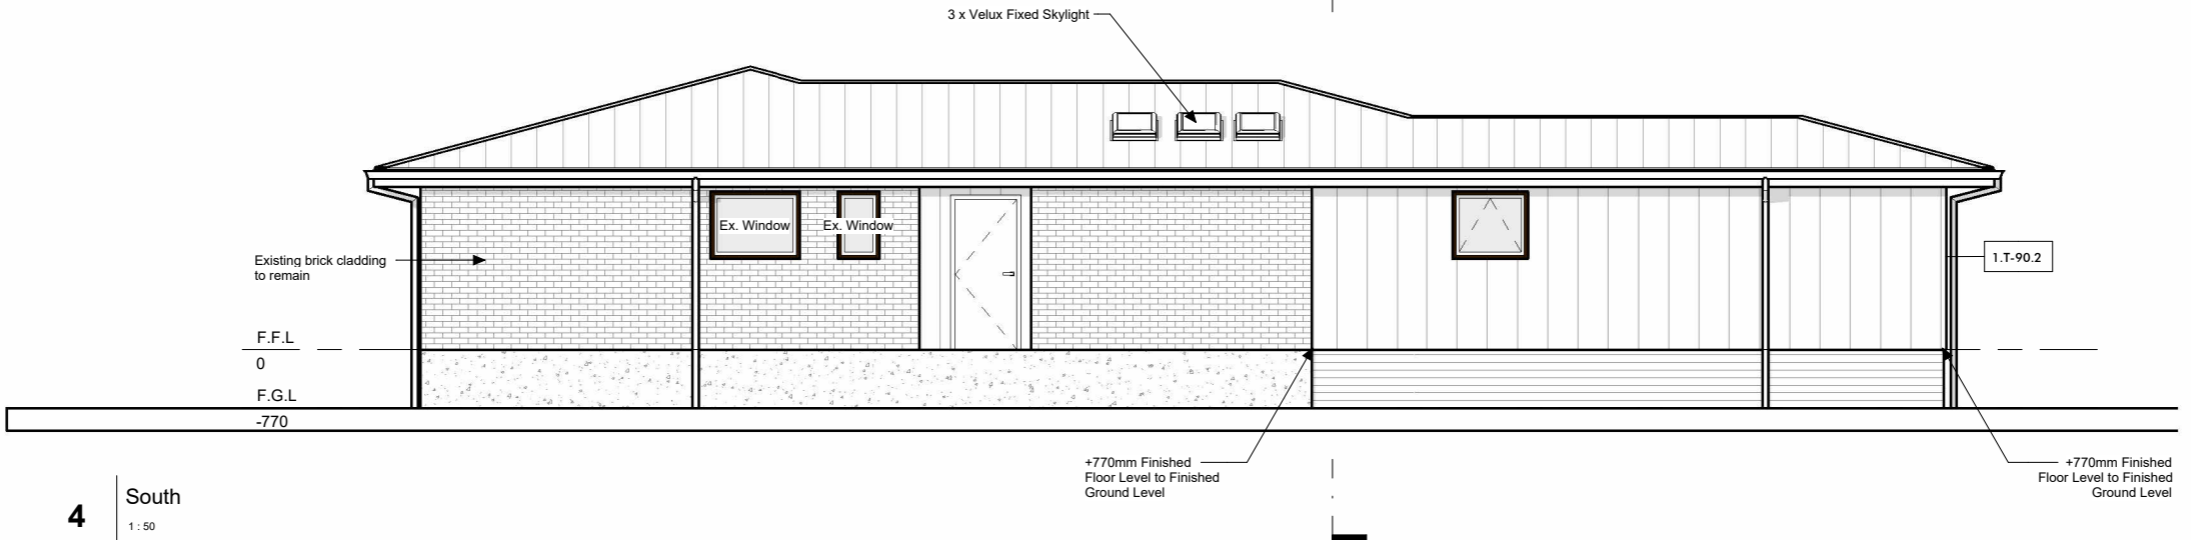 3 x Velux Fixed Skylight
Ex. Window
Ex. Window
Existing brick cladding
to remain
1.T-90.2
F.F.L
0
F.G.L
-770
+770mm Finished
Floor Level to Finished
Ground Level
+770mm Finished
Floor Level to Finished
Ground Level
4
South
1 : 50